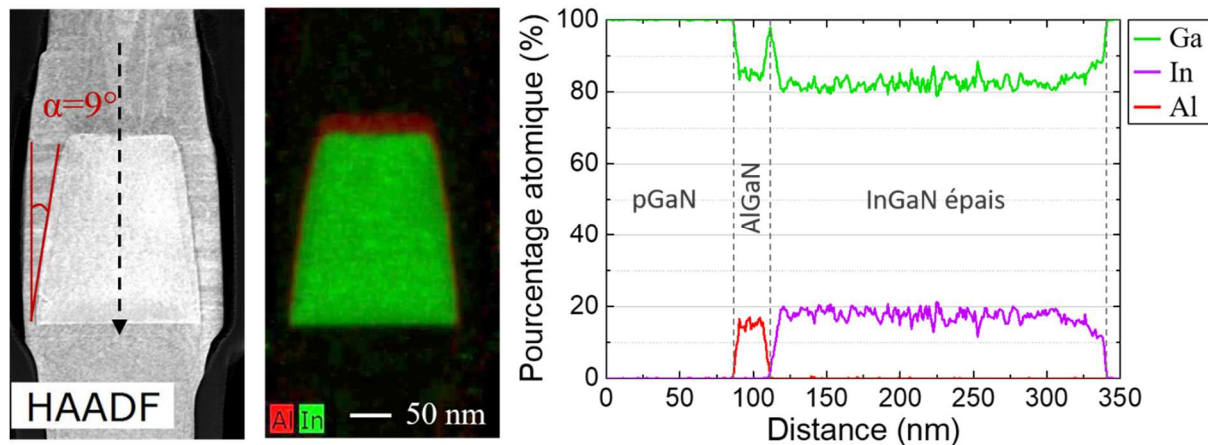 α=9°
HAADF
Al In
50 nm
Pourcentage atomique (%)
100
80
60
40
20
0
pGaN
AlGaN
InGaN épais
0 50 100 150 200 250 300 350
Distance (nm)
Ga
In
Al